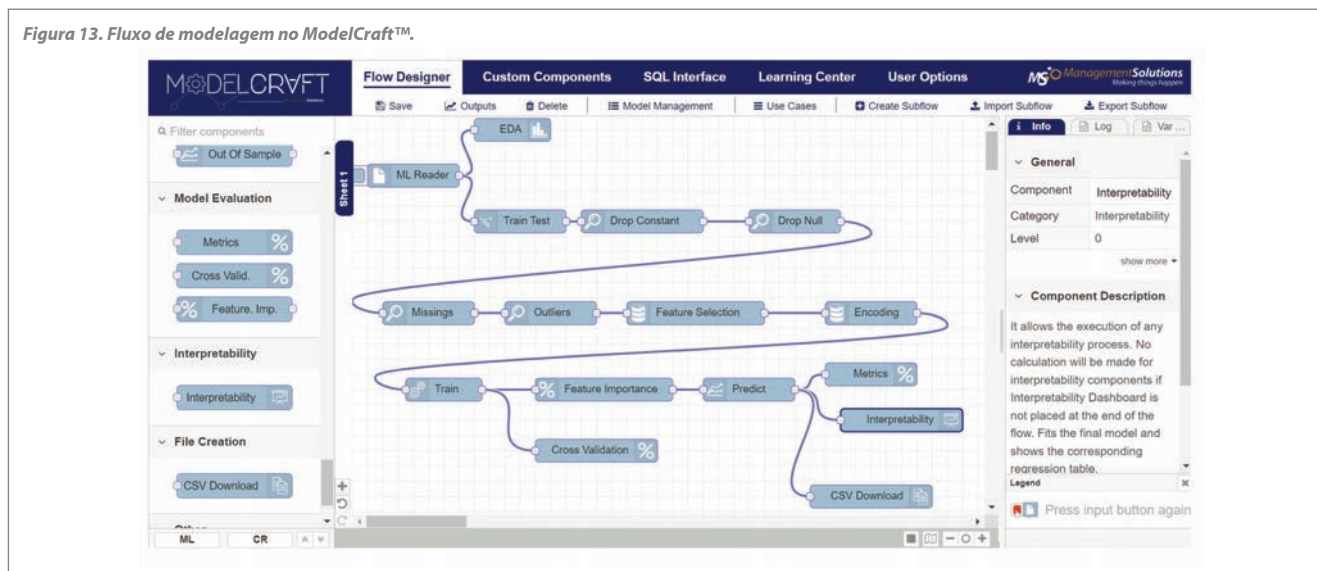 Figura 13. Fluxo de modelagem no ModelCraft™.
MODELCRAFT
Flow Designer
Custom Components
SQL Interface
Learning Center
User Options
MS ManagementSolutions
Making things happen
Save
Outputs
Delete
Model Management
Use Cases
Create Subflow
Import Subflow
Export Subflow
Filter components
Out Of Sample
Model Evaluation
Metrics
Cross Valid.
Feature. Imp.
Interpretability
Interpretability
File Creation
CSV Download
ML
CR
Sheet 1
EDA
ML Reader
Train Test
Drop Constant
Drop Null
Missings
Outliers
Feature Selection
Encoding
Train
Feature Importance
Predict
Metrics
Interpretability
Cross Validation
CSV Download
Info
Log
Var ...
General
Component Interpretability
Category Interpretability
Level 0
show more
Component Description
It allows the execution of any
interpretability process. No
calculation will be made for
interpretability components if
Interpretability Dashboard is
not placed at the end of the
flow. Fits the final model and
shows the corresponding
regression table.
Legend
Press input button again